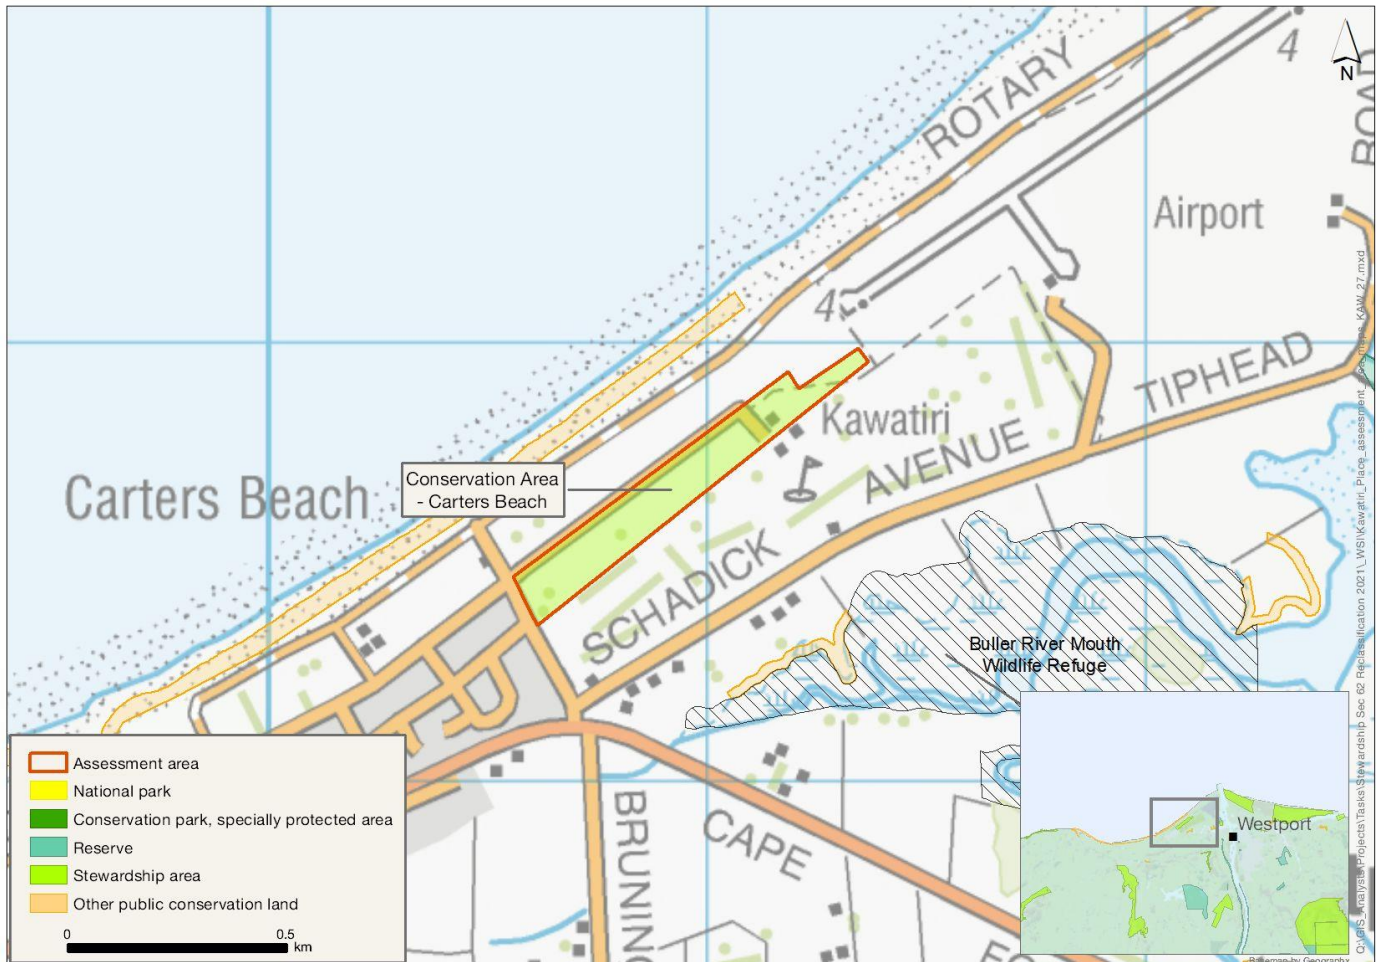 N
4
ROTARY
ROAD
Airport
4
TIPHEAD
Kawatiri
AVENUE
Carters Beach
Conservation Area
- Carters Beach
SCHADICK
Buller River Mouth
Wildlife Refuge
BRUNING
CAPE
Assessment area
National park
Conservation park, specially protected area
Reserve
Stewardship area
Other public conservation land
0 0.5
km
Westport